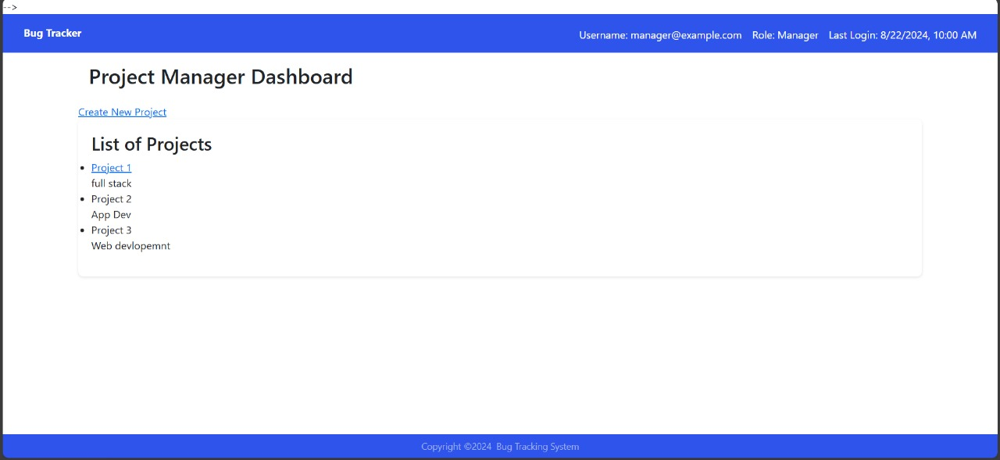 -->
Bug Tracker
Username: manager@example.com Role: Manager Last Login: 8/22/2024, 10:00 AM
Project Manager Dashboard
Create New Project
List of Projects
Project 1
full stack
Project 2
App Dev
Project 3
Web devlopemnt
Copyright ©2024 Bug Tracking System